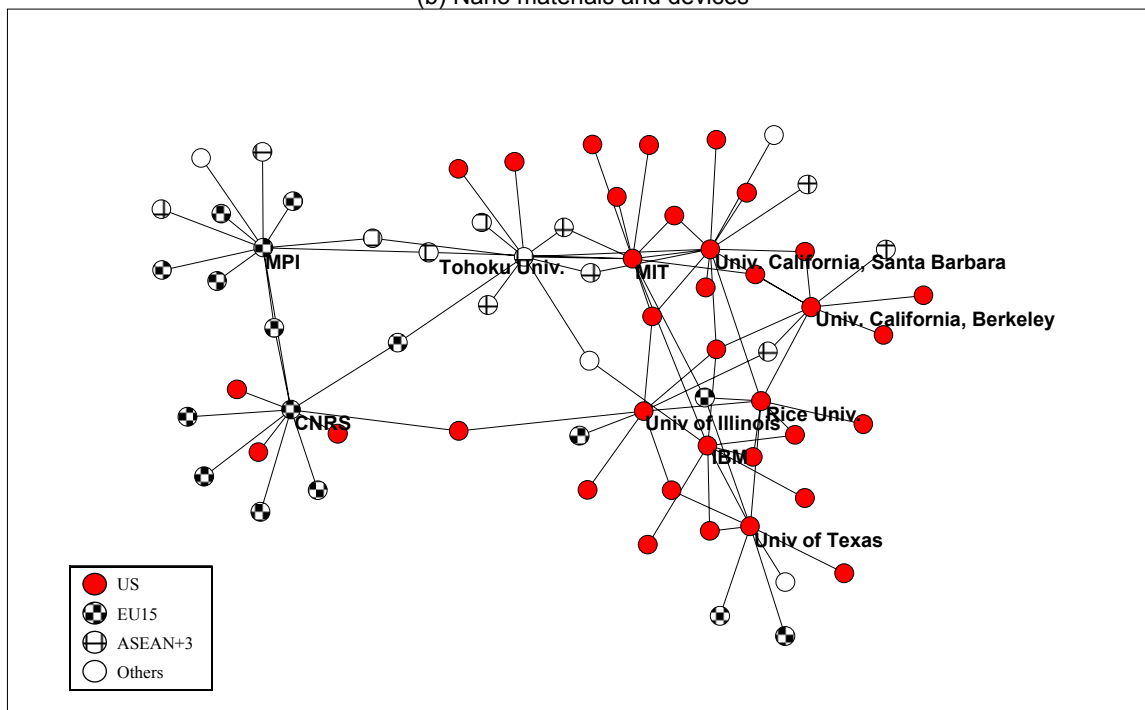 (b) Nano materials and devices
MPI
Tohoku Univ.
MIT
Univ. California, Santa Barbara
Univ. California, Berkeley
CNRS
Univ of Illinois
Rice Univ.
IBM
Univ of Texas
US
EU15
ASEAN+3
Others